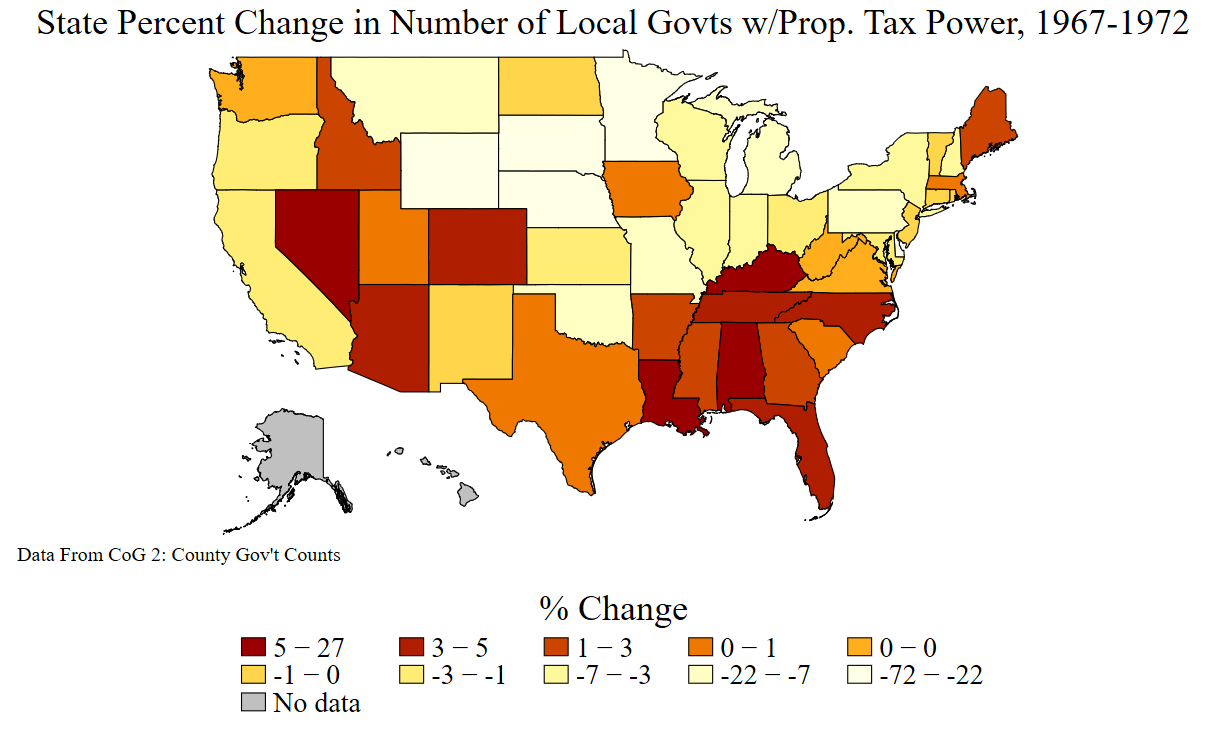 State Percent Change in Number of Local Govts w/Prop. Tax Power, 1967-1972
Data From CoG 2: County Gov't Counts
% Change
5 − 27 3 − 5 1 − 3 0 − 1 0 − 0
-1 − 0 -3 − -1 -7 − -3 -22 − -7 -72 − -22
No data